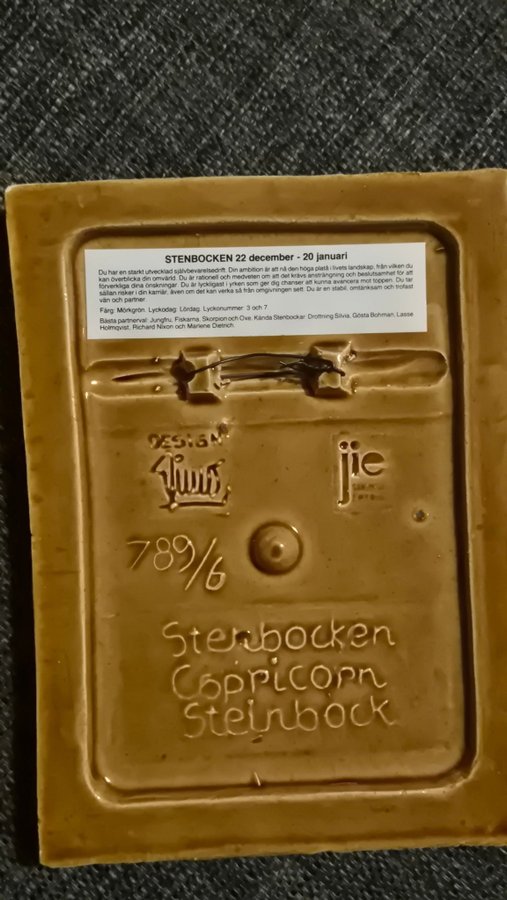 STENBOCKEN 22 december - 20 januari
Du har en starkt utvecklad självbevarelsedrift. Din ambition är att nå den höga platå i livets landskap, från vilken du
kan överblicka din omvärld. Du är rationell och medveten om att det krävs ansträngning och beslutsamhet för att
förverkliga dina önskningar. Du är lyckligast i yrken som ger dig chanser att kunna avancera mot toppen. Du tar
sällan risker i din karriär, även om det kan verka så från omgivningen sett. Du är en stabil, omtänksam och trofast
vän och partner.
Färg: Mörkgrön. Lyckodag: Lördag. Lyckonummer: 3 och 7
Bästa partnerval: Jungfru, Fiskarna, Skorpion och Oxe. Kända Stenbockar: Drottning Silvia, Gösta Bohman, Lasse
Holmqvist, Richard Nixon och Marlene Dietrich.
DESIGN
jie
789/6
Stenbocken
Capricorn
Steinbock